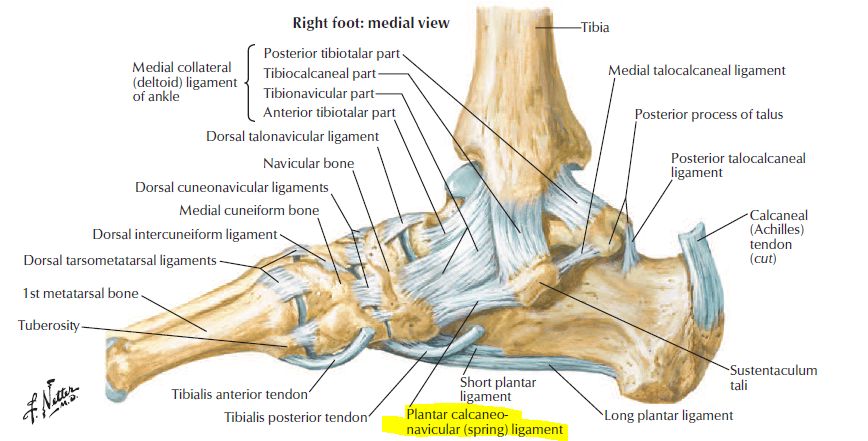 Right foot: medial view
Medial collateral
(deltoid) ligament
of ankle
Posterior tibiotalar part
Tibiocalcaneal part
Tibionavicular part
Anterior tibiotalar part
Dorsal talonavicular ligament
Navicular bone
Dorsal cuneonavicular ligaments
Medial cuneiform bone
Dorsal intercuneiform ligament
Dorsal tarsometatarsal ligaments
1st metatarsal bone
Tuberosity
Tibia
Medial talocalcaneal ligament
Posterior process of talus
Posterior talocalcaneal
ligament
Calcaneal
(Achilles)
tendon
(cut)
Sustentaculum
tali
Long plantar ligament
Short plantar
ligament
Plantar calcaneo-
navicular (spring) ligament
Tibialis posterior tendon
Tibialis anterior tendon
F. Netter
M.D.